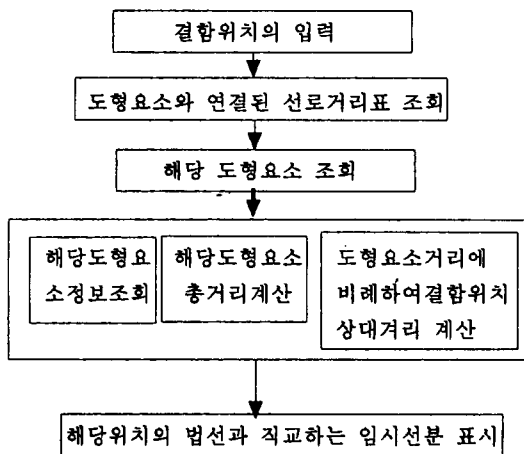 결함위치의 입력
도형요소와 연결된 선로거리표 조회
해당 도형요소 조회
해당도형요
소정보조회
해당도형요소
총거리계산
도형요소거리에
비례하여결함위치
상대겨리 계산
해당위치의 법선과 직교하는 임시선분 표시